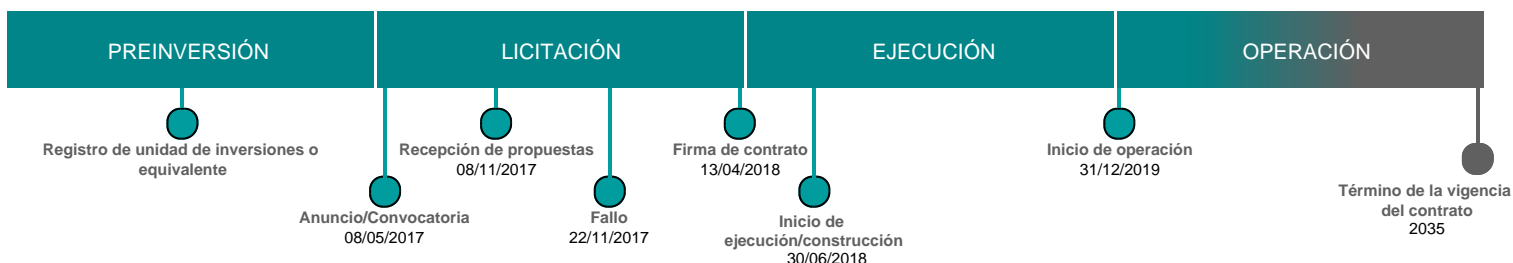 PREINVERSIÓN
LICITACIÓN
EJECUCIÓN
OPERACIÓN
Registro de unidad de inversiones o
equivalente
Anuncio/Convocatoria
08/05/2017
Recepción de propuestas
08/11/2017
Fallo
22/11/2017
Firma de contrato
13/04/2018
Inicio de
ejecución/construcción
30/06/2018
Inicio de operación
31/12/2019
Término de la vigencia
del contrato
2035